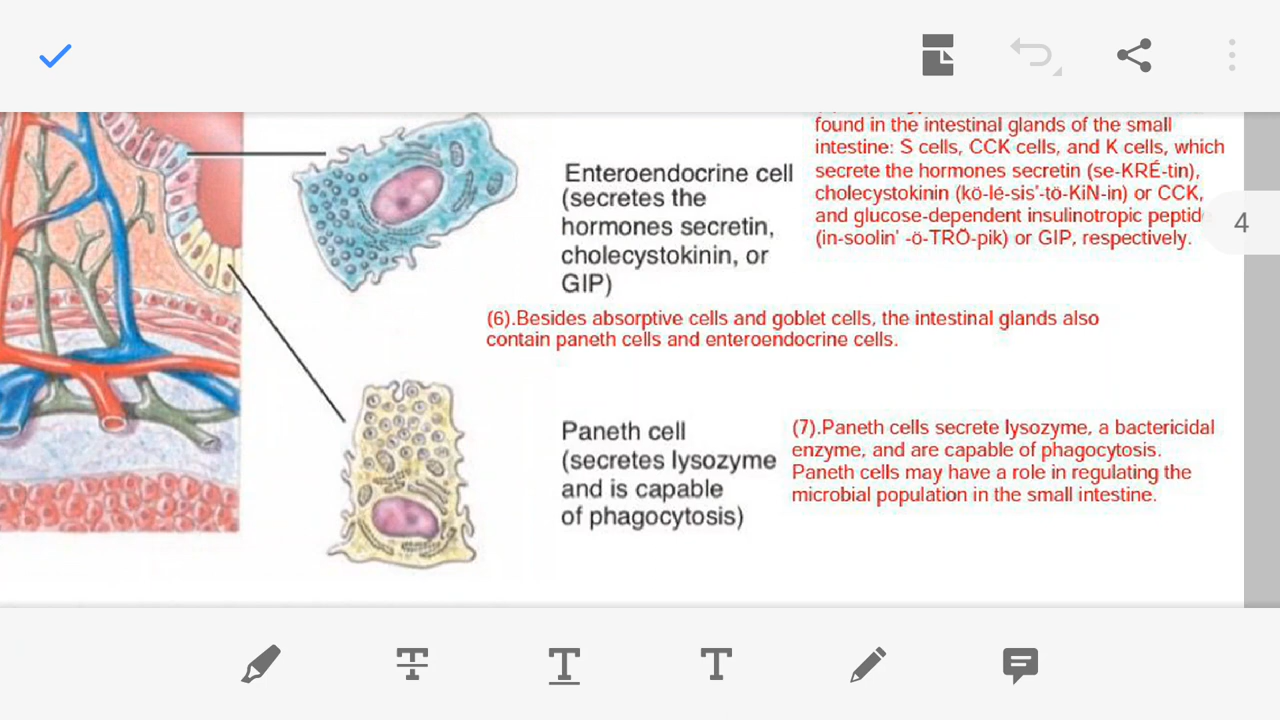 found in the intestinal glands of the small
intestine: S cells, CCK cells, and K cells, which
secrete the hormones secretin (se-KRÉ-tin),
cholecystokinin (kö-lé-sis'-tö-KiN-in) or CCK,
and glucose-dependent insulinotropic peptid
(in-soolin' -ö-TRŎ-pik) or GIP, respectively.
4
Enteroendocrine cell
(secretes the
hormones secretin,
cholecystokinin, or
GIP)
(6).Besides absorptive cells and goblet cells, the intestinal glands also
contain paneth cells and enteroendocrine cells.
Paneth cell
(secretes lysozyme
and is capable
of phagocytosis)
(7).Paneth cells secrete lysozyme, a bactericidal
enzyme, and are capable of phagocytosis.
Paneth cells may have a role in regulating the
microbial population in the small intestine.